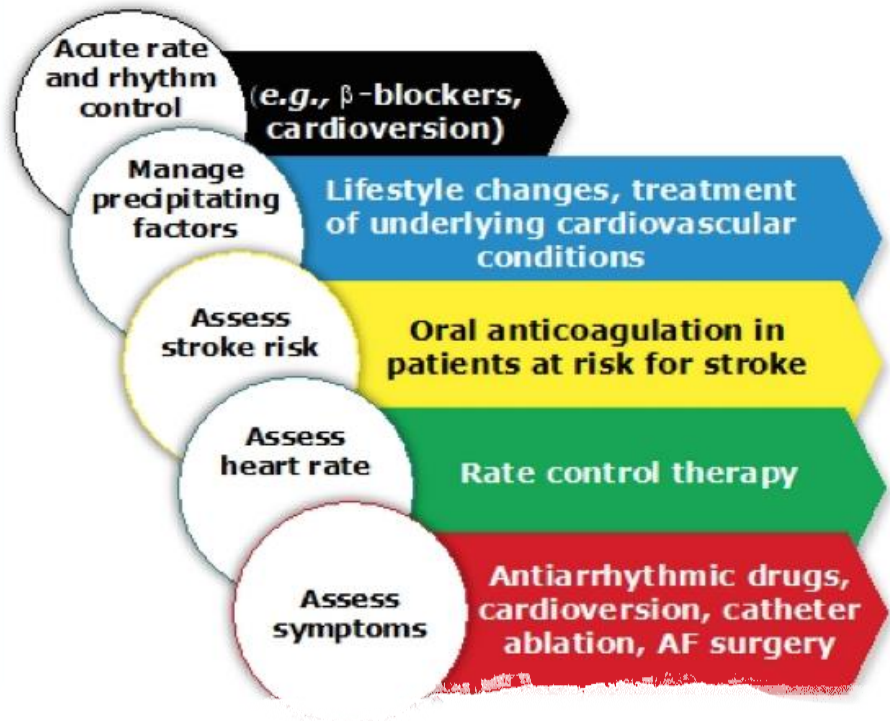 Acute rate
and rhythm
control
(e.g., β-blockers,
cardioversion)
Manage
precipitating
factors
Lifestyle changes, treatment
of underlying cardiovascular
conditions
Assess
stroke risk
Oral anticoagulation in
patients at risk for stroke
Assess
heart rate
Rate control therapy
Assess
symptoms
Antiarrhythmic drugs,
cardioversion, catheter
ablation, AF surgery